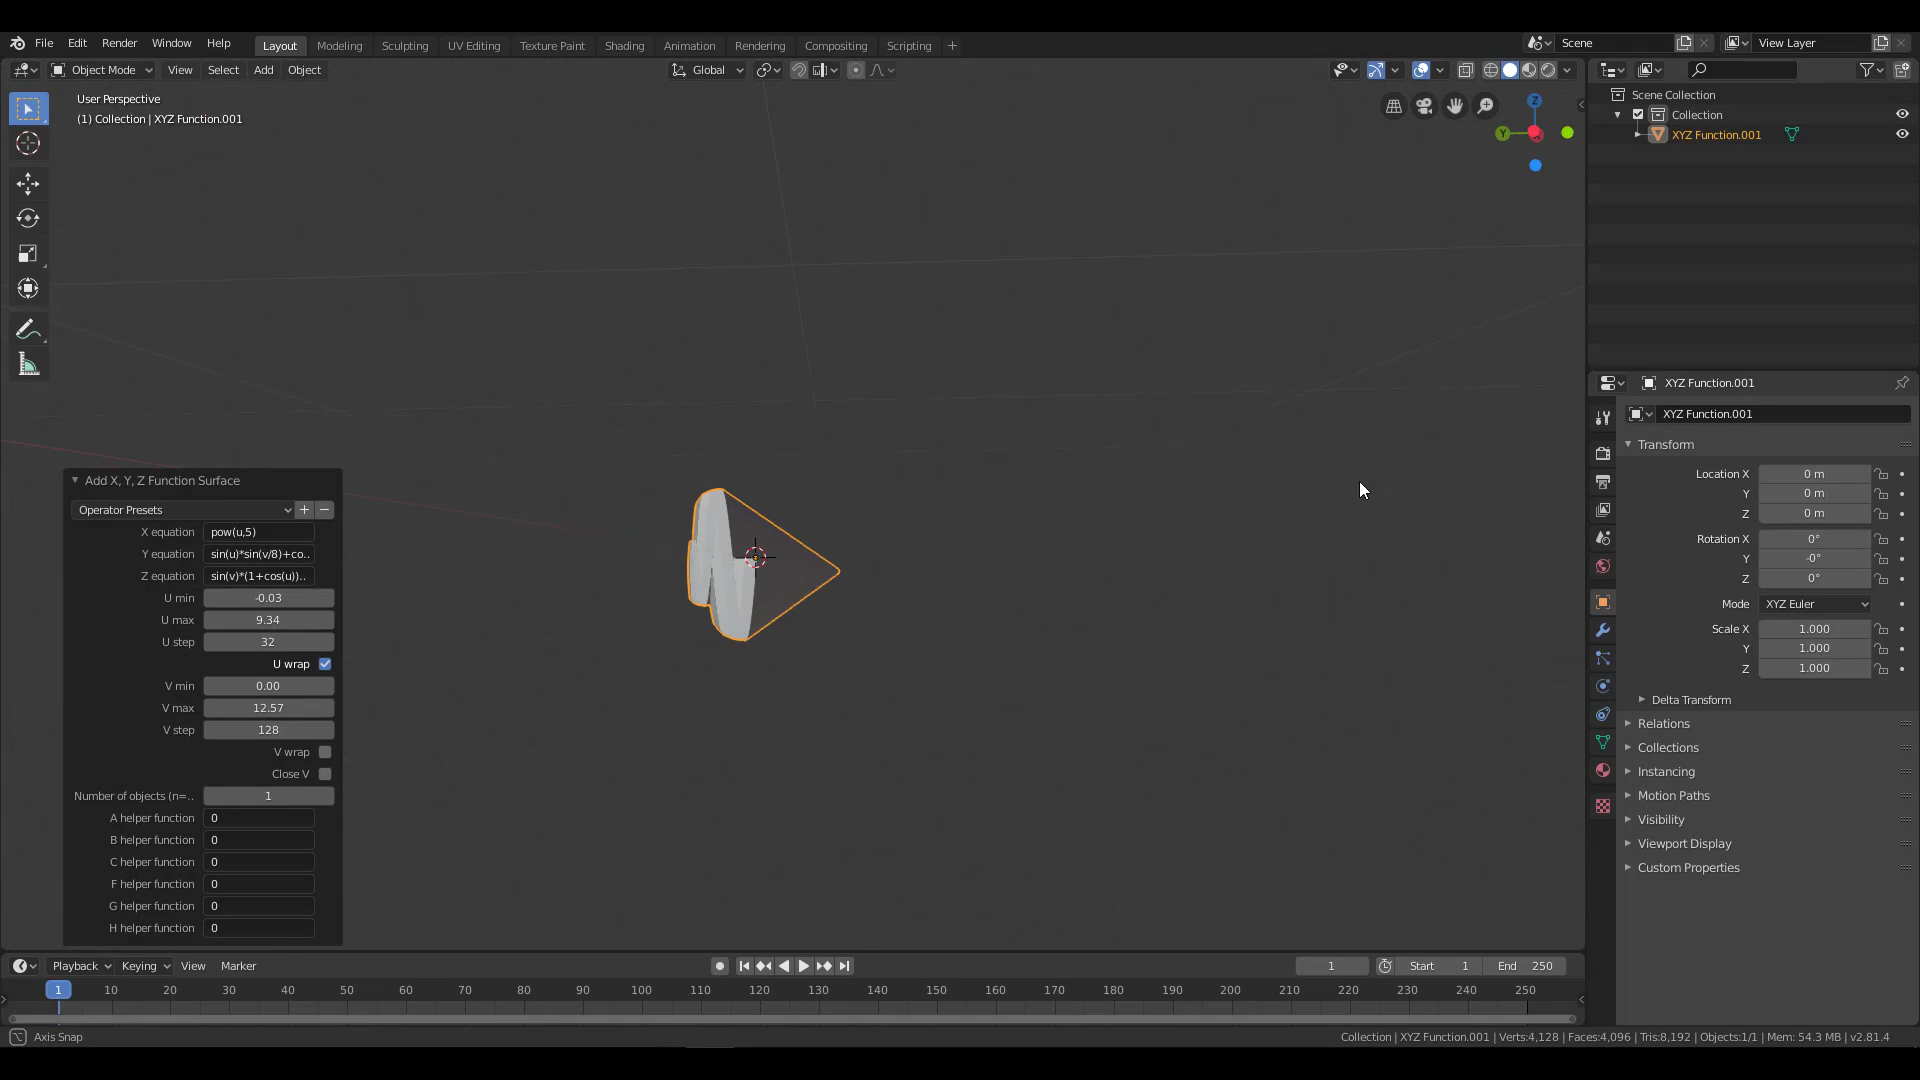 File Edit Render Window Help Layout Modeling Sculpting UV Editing Texture Paint Shading Animation Rendering Compositing Scripting + Scene View Layer
Object Mode View Select Add Object Global
User Perspective
(1) Collection | XYZ Function.001
Z
Y
Scene Collection
Collection
XYZ Function.001
XYZ Function.001
XYZ Function.001
Transform
Location X 0 m
Y 0 m
Z 0 m
Rotation X 0°
Y -0°
Z 0°
Mode XYZ Euler
Scale X 1.000
Y 1.000
Z 1.000
Delta Transform
Relations
Collections
Instancing
Motion Paths
Visibility
Viewport Display
Custom Properties
Add X, Y, Z Function Surface
Operator Presets
X equation pow(u,5)
Y equation sin(u)*sin(v/8)+co..
Z equation sin(v)*(1+cos(u))..
U min -0.03
U max 9.34
U step 32
U wrap
V min 0.00
V max 12.57
V step 128
V wrap
Close V
Number of objects (n=.. 1
A helper function 0
B helper function 0
C helper function 0
F helper function 0
G helper function 0
H helper function 0
Playback Keying View Marker 1 Start 1 End 250
1 10 20 30 40 50 60 70 80 90 100 110 120 130 140 150 160 170 180 190 200 210 220 230 240 250
Axis Snap Collection | XYZ Function.001 | Verts:4,128 | Faces:4,096 | Tris:8,192 | Objects:1/1 | Mem: 54.3 MB | v2.81.4